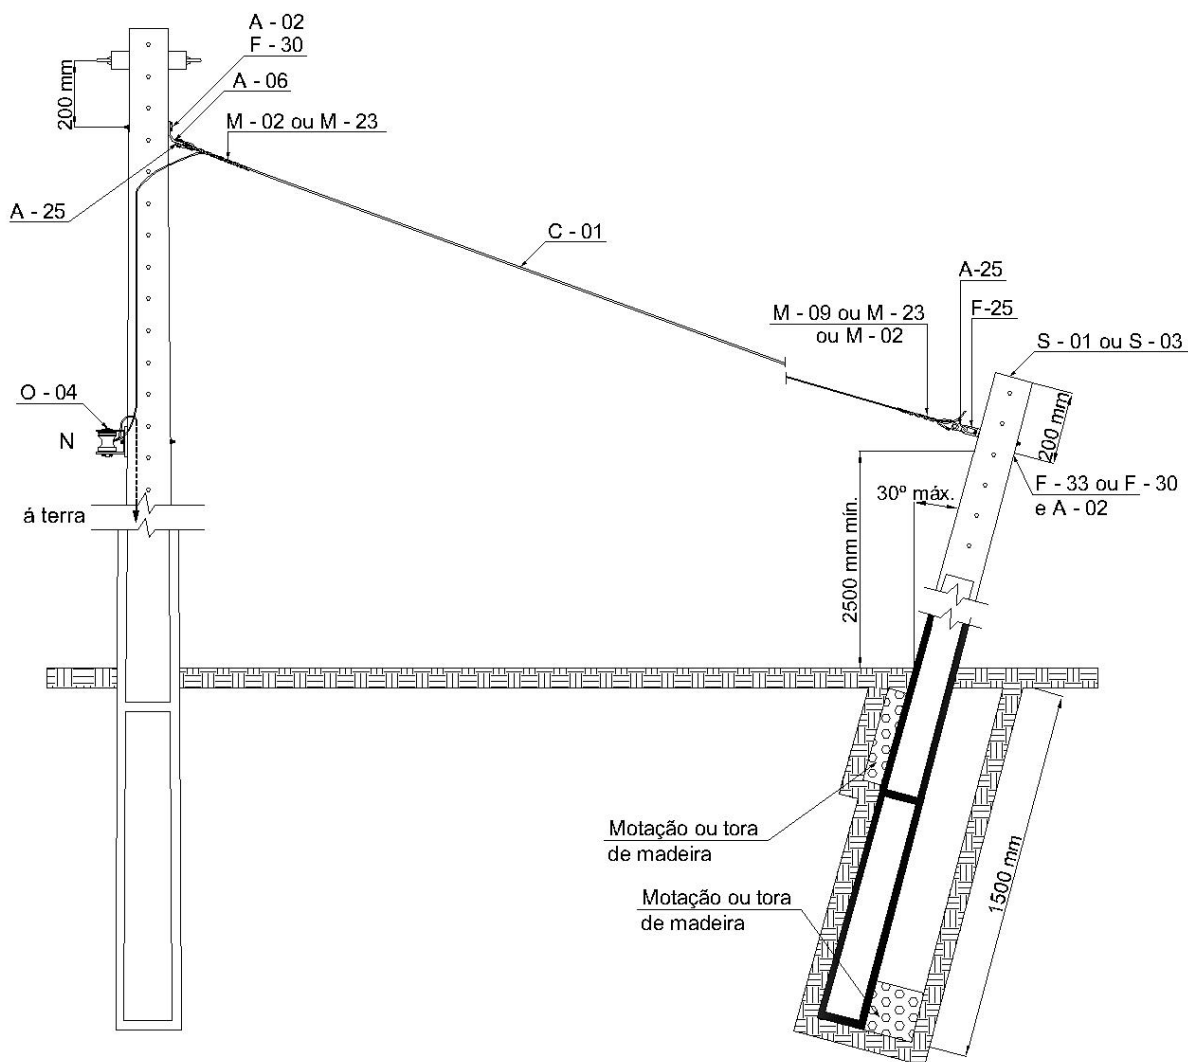 A - 02
F - 30
A - 06
200 mm
M - 02 ou M - 23
A - 25
C - 01
A-25
M - 09 ou M - 23
ou M - 02
F-25
S - 01 ou S - 03
O - 04
N
200 mm
30º máx.
F - 33 ou F - 30
e A - 02
á terra
2500 mm mín.
Motação ou tora
de madeira
Motação ou tora
de madeira
1500 mm